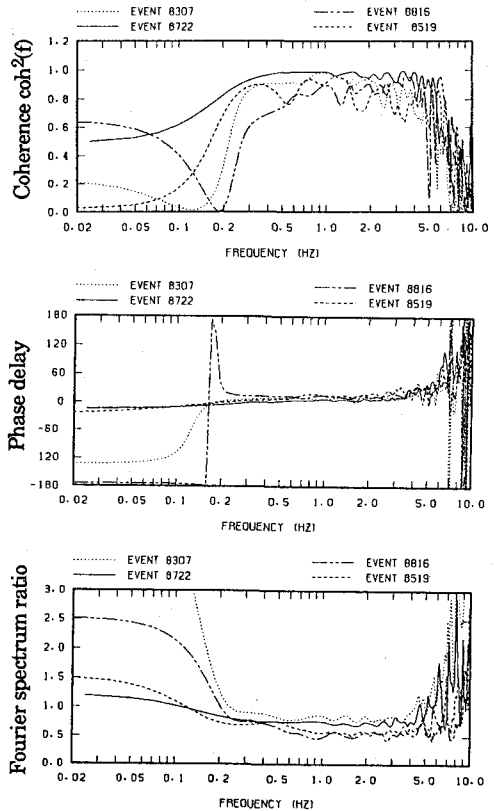 EVENT 8307 EVENT 8816
EVENT 8722 EVENT 8519
Coherence coh²(f)
1.2
1.0
0.8
0.6
0.4
0.2
0.0
0.02 0.1 0.2 0.5 1.0 2.0 5.0 10.0
FREQUENCY (HZ)
EVENT 8307 EVENT 8816
EVENT 8722 EVENT 8519
Phase delay
180
120
60
0
-60
-120
-180
0.02 0.1 0.2 0.5 1.0 2.0 5.0 10.0
FREQUENCY (HZ)
EVENT 8307 EVENT 8816
EVENT 8722 EVENT 8519
Fourier spectrum ratio
3.0
2.5
2.0
1.5
1.0
0.5
0.0
0.02 0.1 0.2 0.5 1.0 2.0 5.0 10.0
FREQUENCY (HZ)